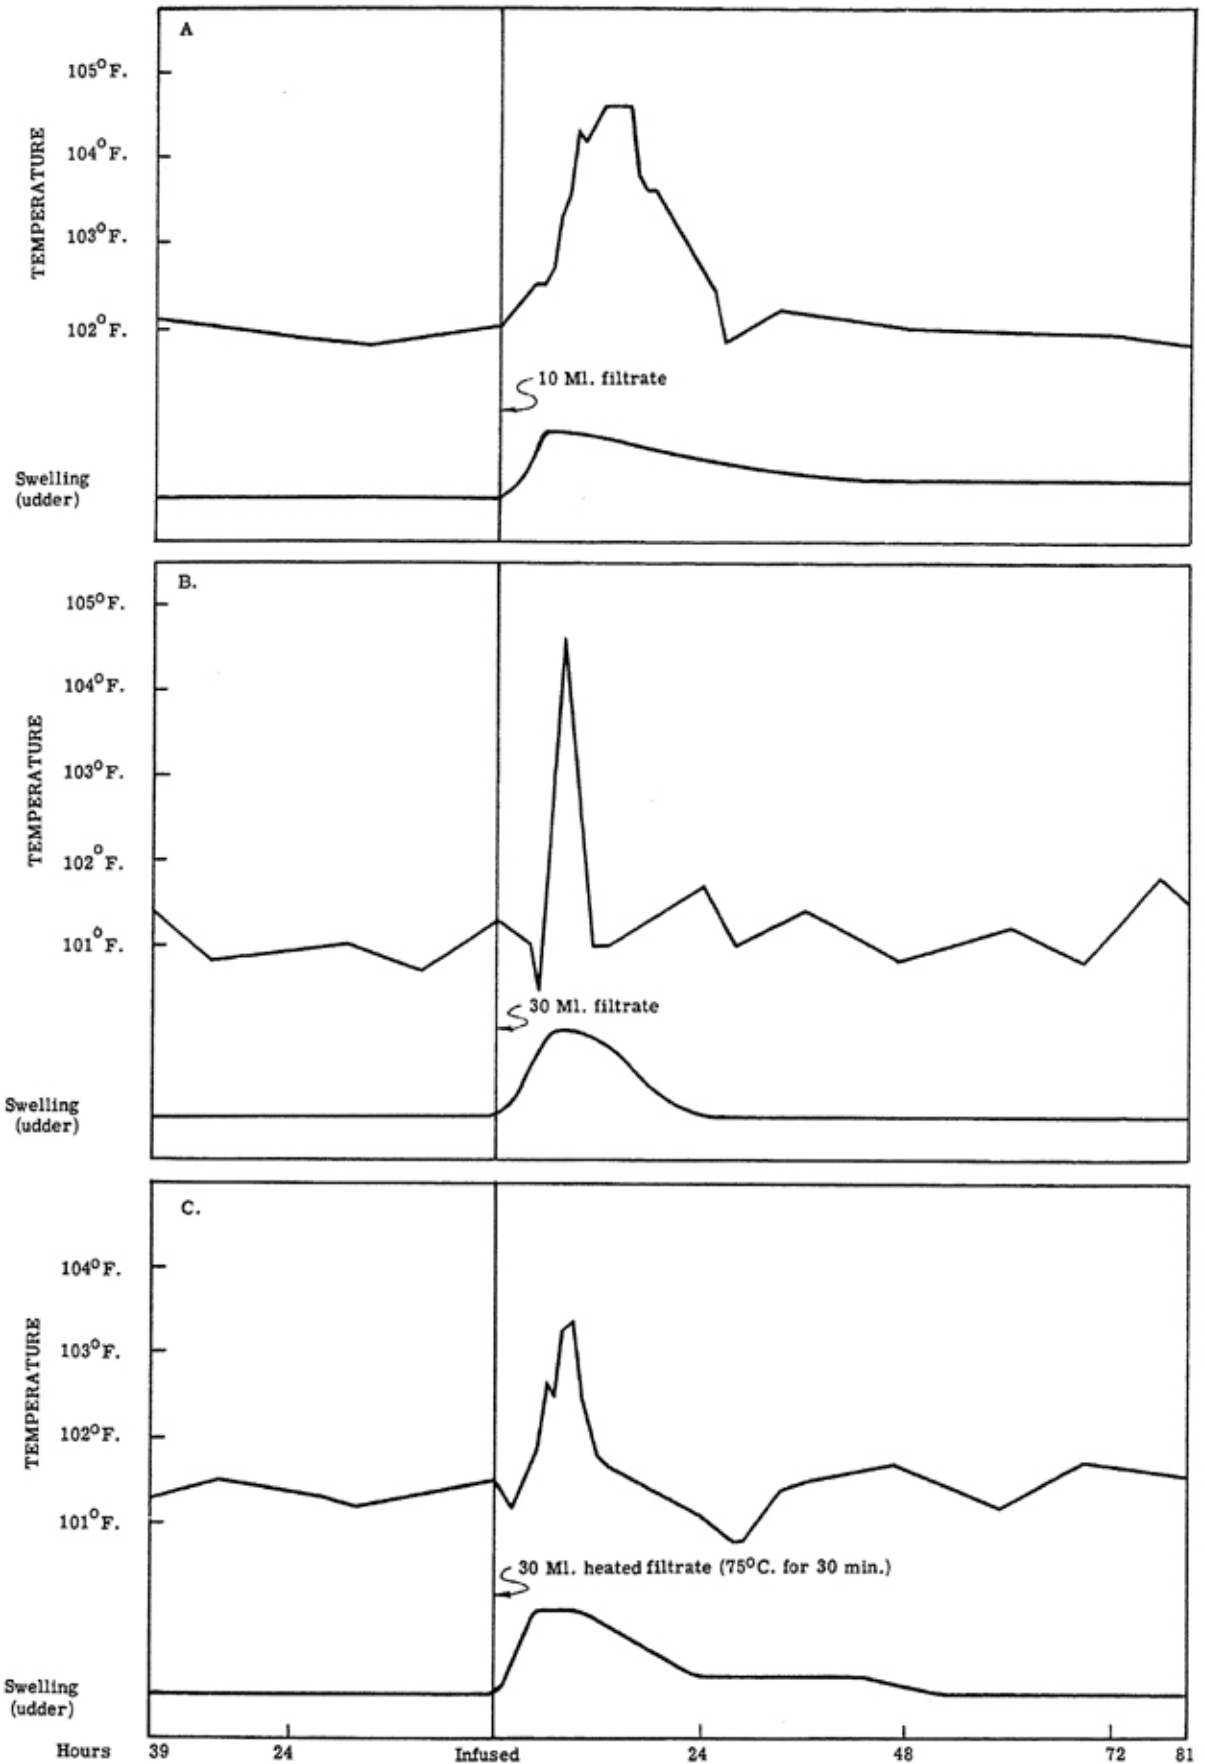 A
105°F.
104°F.
103°F.
102°F.
TEMPERATURE
10 Ml. filtrate
Swelling
(udder)
B.
105°F.
104°F.
103°F.
102°F.
101°F.
TEMPERATURE
30 Ml. filtrate
Swelling
(udder)
C.
104°F.
103°F.
102°F.
101°F.
TEMPERATURE
30 Ml. heated filtrate (75°C. for 30 min.)
Swelling
(udder)
Hours 39 24 Infused 24 48 72 81